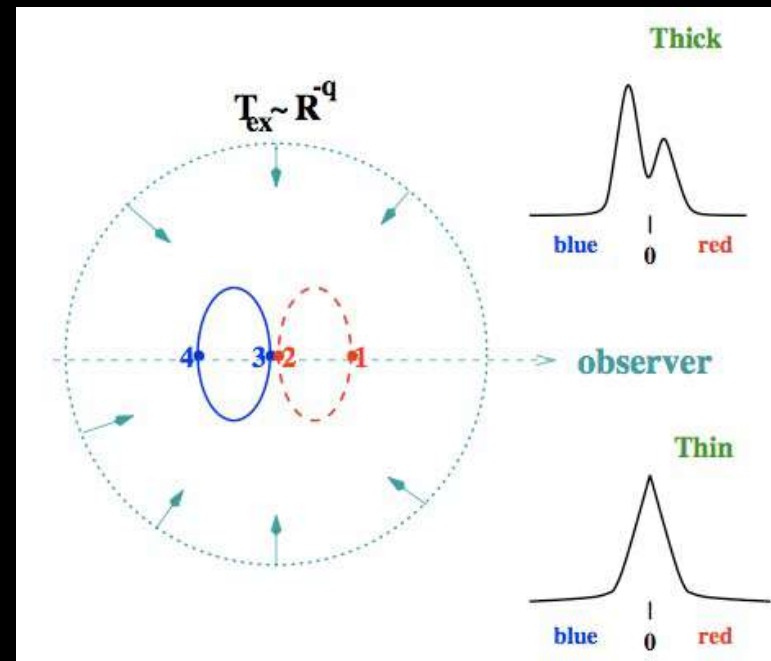 Thick
T_ex ~ R^-q
blue 0 red
4 3 2 1
observer
Thin
blue 0 red